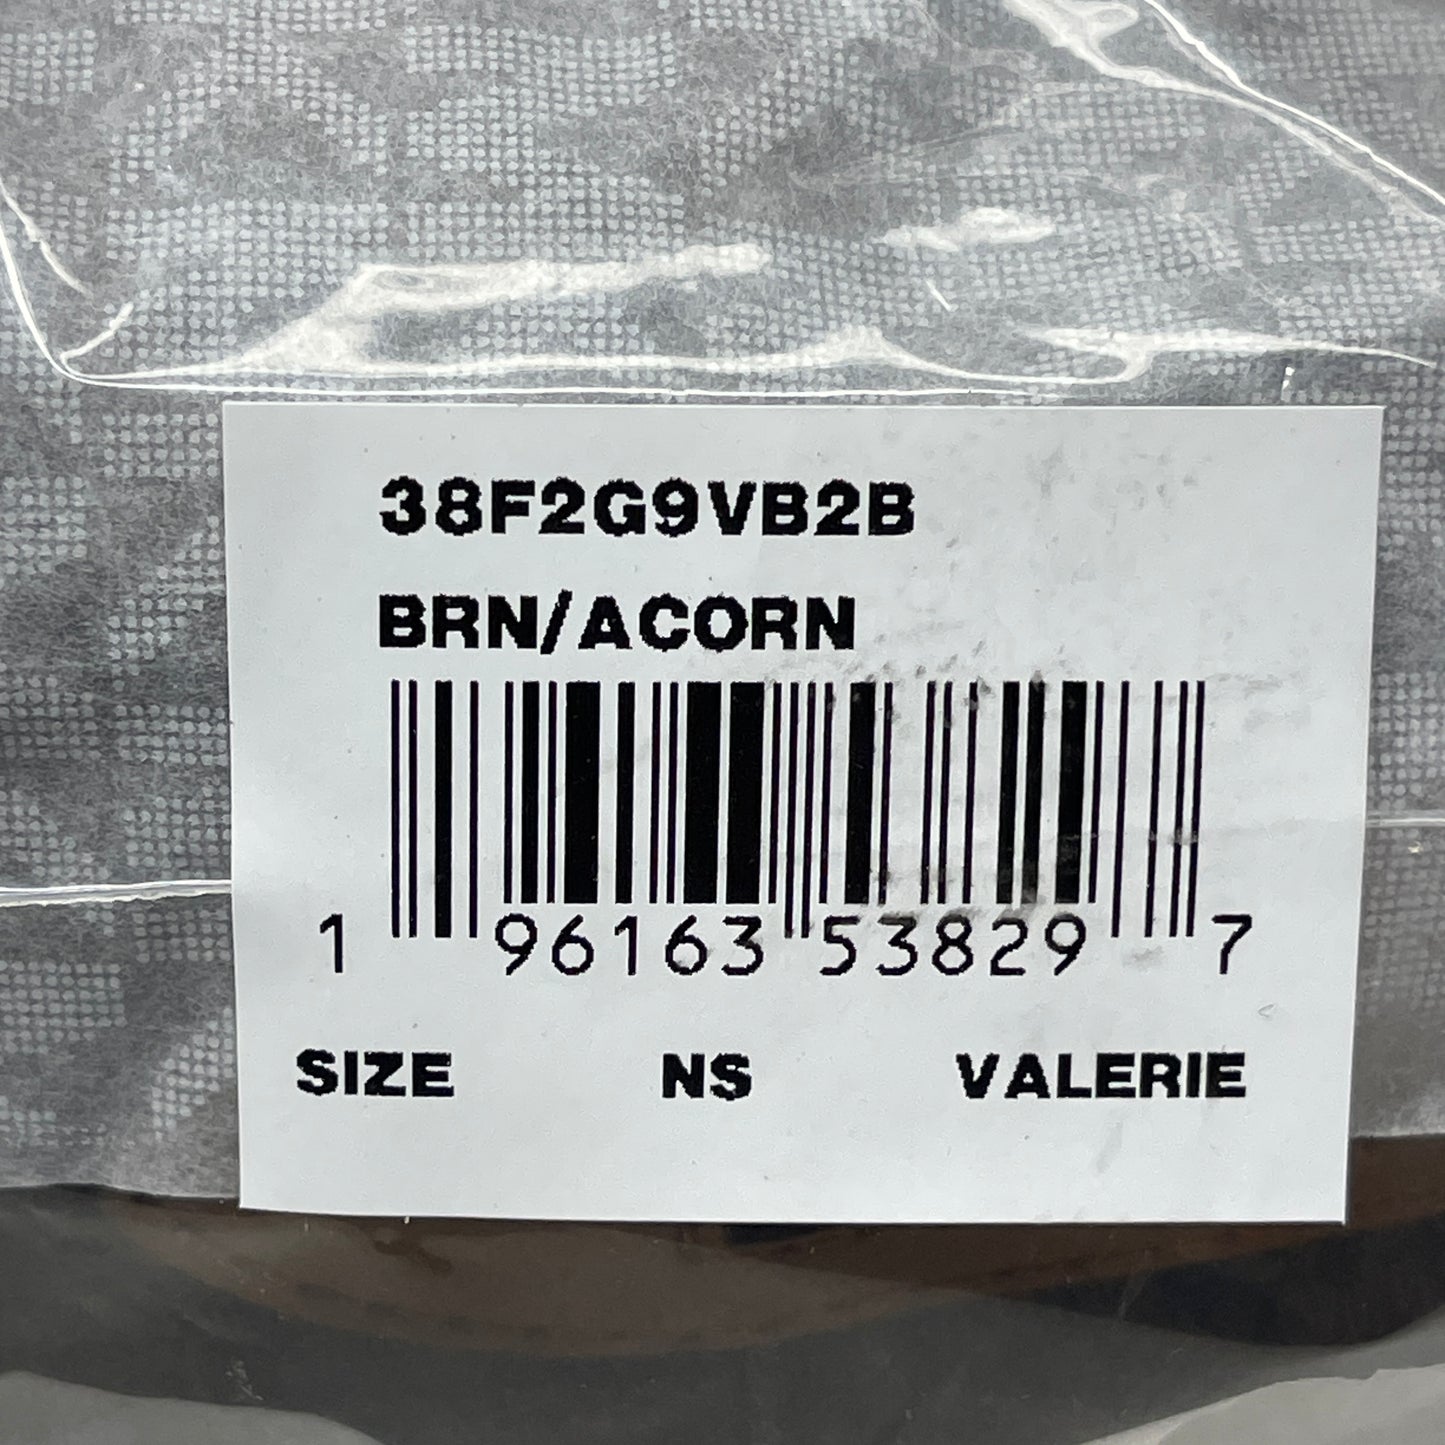 38F2G9VB2B
BRN/ACORN
1 96163 53829 7
SIZE NS VALERIE